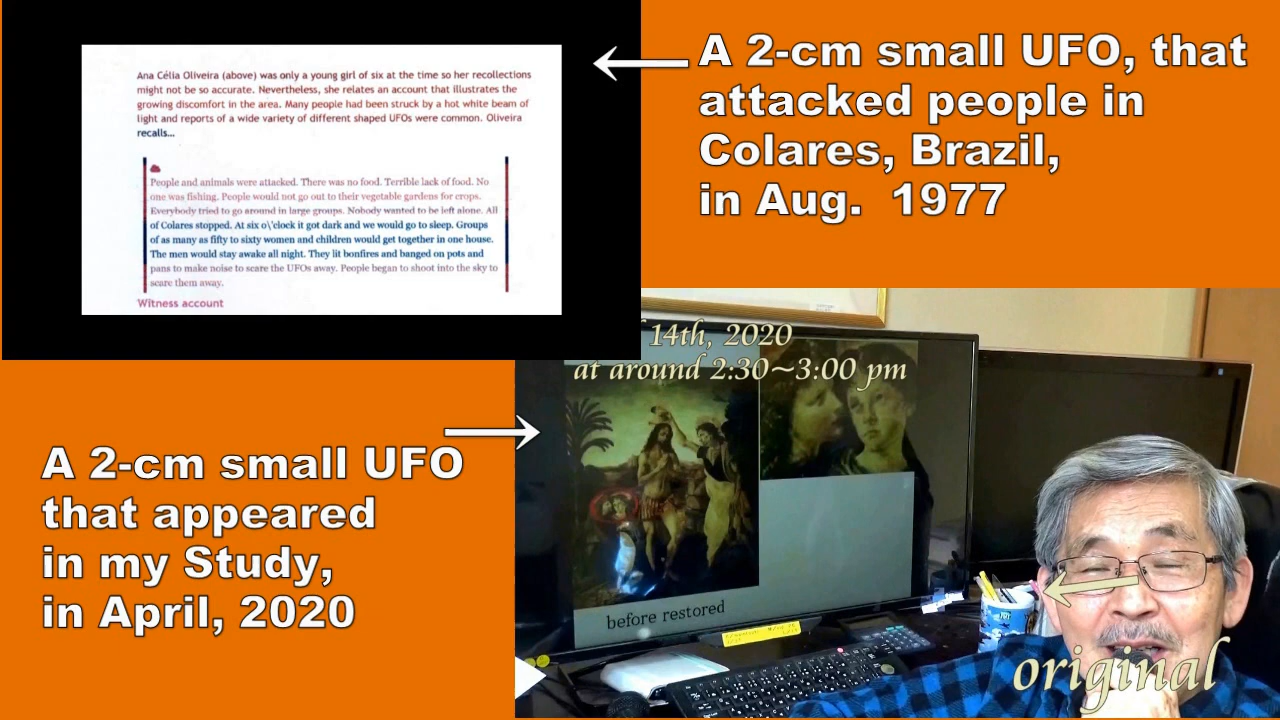 Ana Célia Oliveira (above) was only a young girl of six at the time so her recollections
might not be so accurate. Nevertheless, she relates an account that illustrates the
growing discomfort in the area. Many people had been struck by a hot white beam of
light and reports of a wide variety of different shaped UFOs were common. Oliveira
recalls...
People and animals were attacked. There was no food. Terrible lack of food. No
one was fishing. People would not go out to their vegetable gardens for crops.
Everybody tried to go around in large groups. Nobody wanted to be left alone. All
of Colares stopped. At six o\'clock it got dark and we would go to sleep. Groups
of as many as fifty to sixty women and children would get together in one house.
The men would stay awake all night. They lit bonfires and banged on pots and
pans to make noise to scare the UFOs away. People began to shoot into the sky to
scare them away.
Witness account
A 2-cm small UFO, that
attacked people in
Colares, Brazil,
in Aug. 1977
14th, 2020
at around 2:30~3:00 pm
A 2-cm small UFO
that appeared
in my Study,
in April, 2020
before restored
original